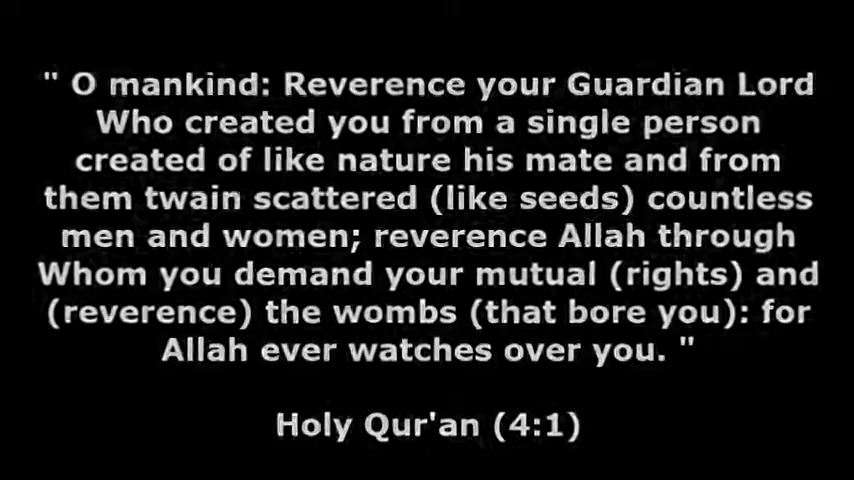 " O mankind: Reverence your Guardian Lord
Who created you from a single person
created of like nature his mate and from
them twain scattered (like seeds) countless
men and women; reverence Allah through
Whom you demand your mutual (rights) and
(reverence) the wombs (that bore you): for
Allah ever watches over you. "
Holy Qur'an (4:1)